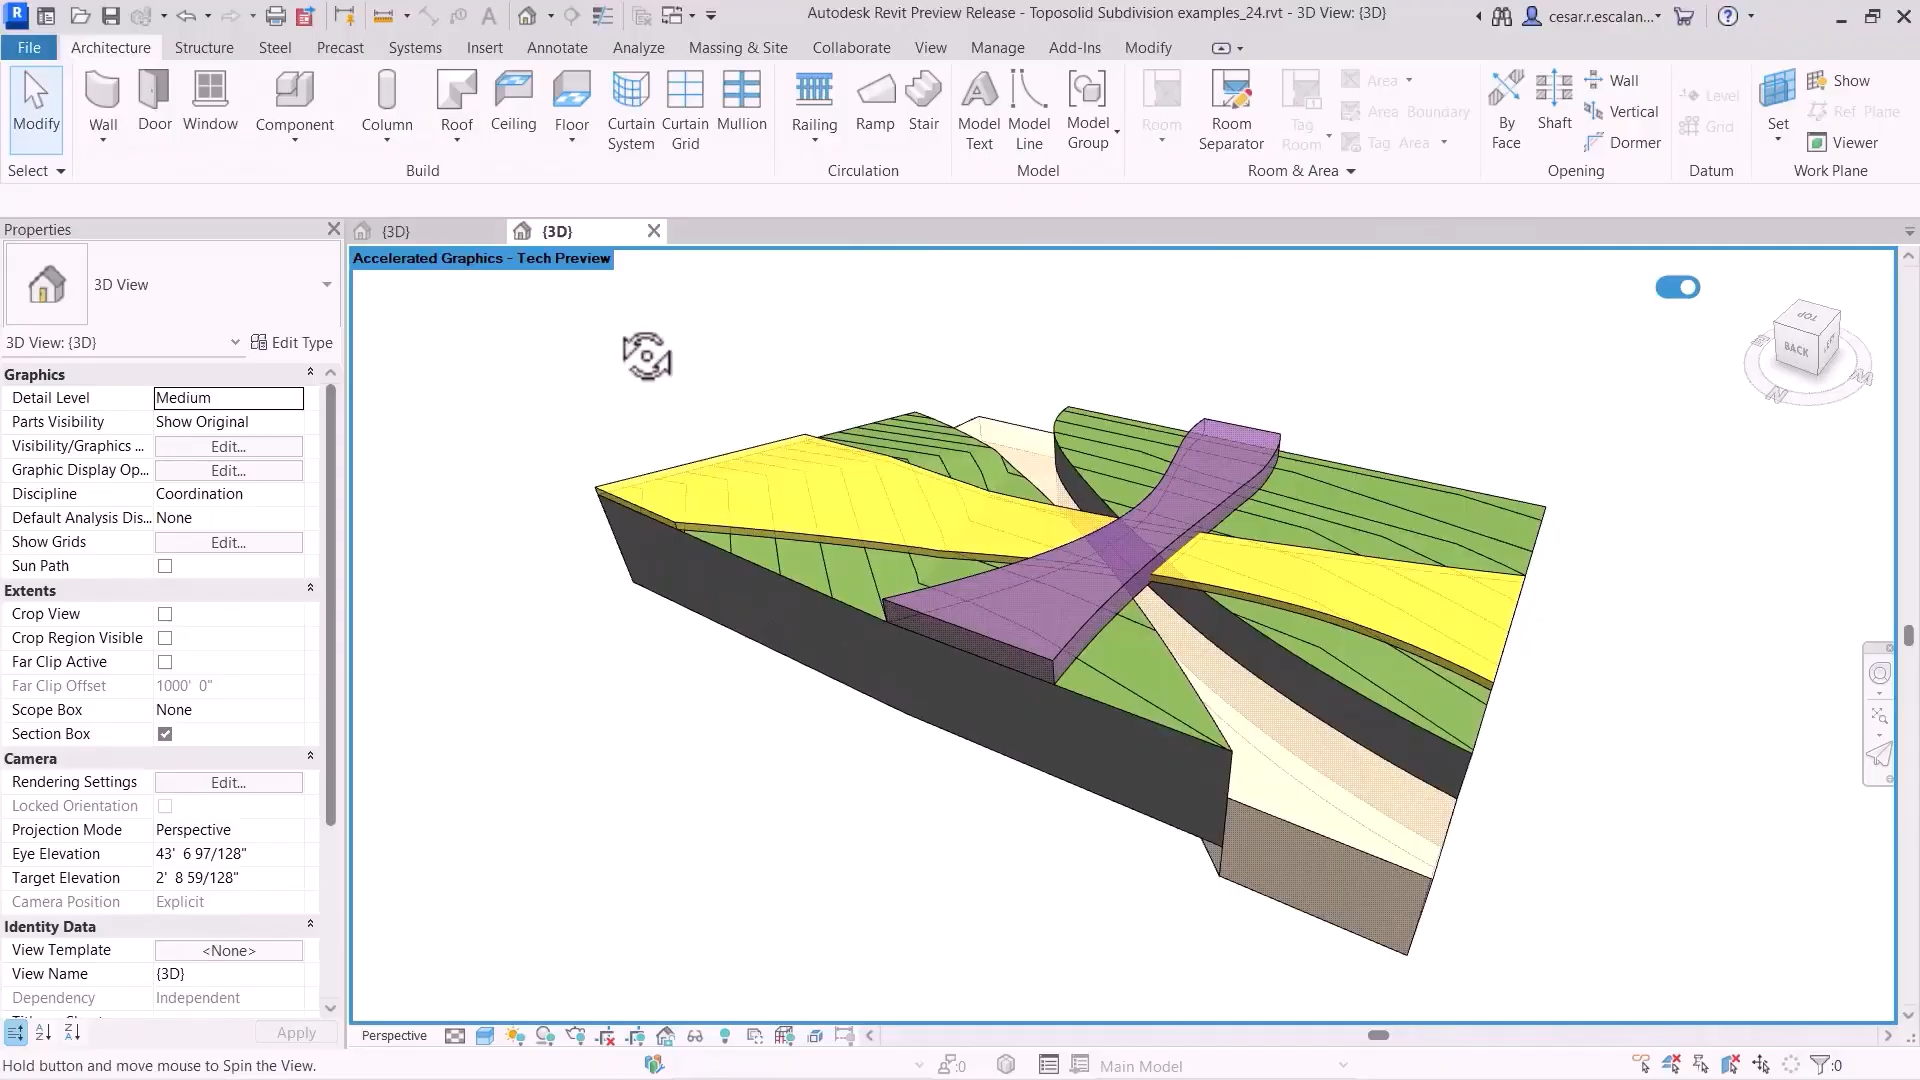 Autodesk Revit Preview Release - Toposolid Subdivision examples_24.rvt - 3D View: {3D}
cesar.r.escalan...
File Architecture Structure Steel Precast Systems Insert Annotate Analyze Massing & Site Collaborate View Manage Add-Ins Modify
Modify
Wall
Door
Window
Component
Column
Roof
Ceiling
Floor
Curtain System
Curtain Grid
Mullion
Railing
Ramp
Stair
Model Text
Model Line
Model Group
Room
Room Separator
Tag Room
Area
Area Boundary
Tag Area
By Face
Shaft
Wall
Vertical
Dormer
Level
Grid
Set
Show
Ref Plane
Viewer
Select
Build
Circulation
Model
Room & Area
Opening
Datum
Work Plane
Properties
{3D}
{3D}
Accelerated Graphics - Tech Preview
3D View
3D View: {3D}
Edit Type
Graphics
Detail Level Medium
Parts Visibility Show Original
Visibility/Graphics ... Edit...
Graphic Display Op... Edit...
Discipline Coordination
Default Analysis Dis... None
Show Grids Edit...
Sun Path
Extents
Crop View
Crop Region Visible
Far Clip Active
Far Clip Offset 1000' 0"
Scope Box None
Section Box
Camera
Rendering Settings Edit...
Locked Orientation
Projection Mode Perspective
Eye Elevation 43' 6 97/128"
Target Elevation 2' 8 59/128"
Camera Position Explicit
Identity Data
View Template <None>
View Name {3D}
Dependency Independent
Apply
TOP
BACK
N
Perspective
Hold button and move mouse to Spin the View.
:0
Main Model
:0